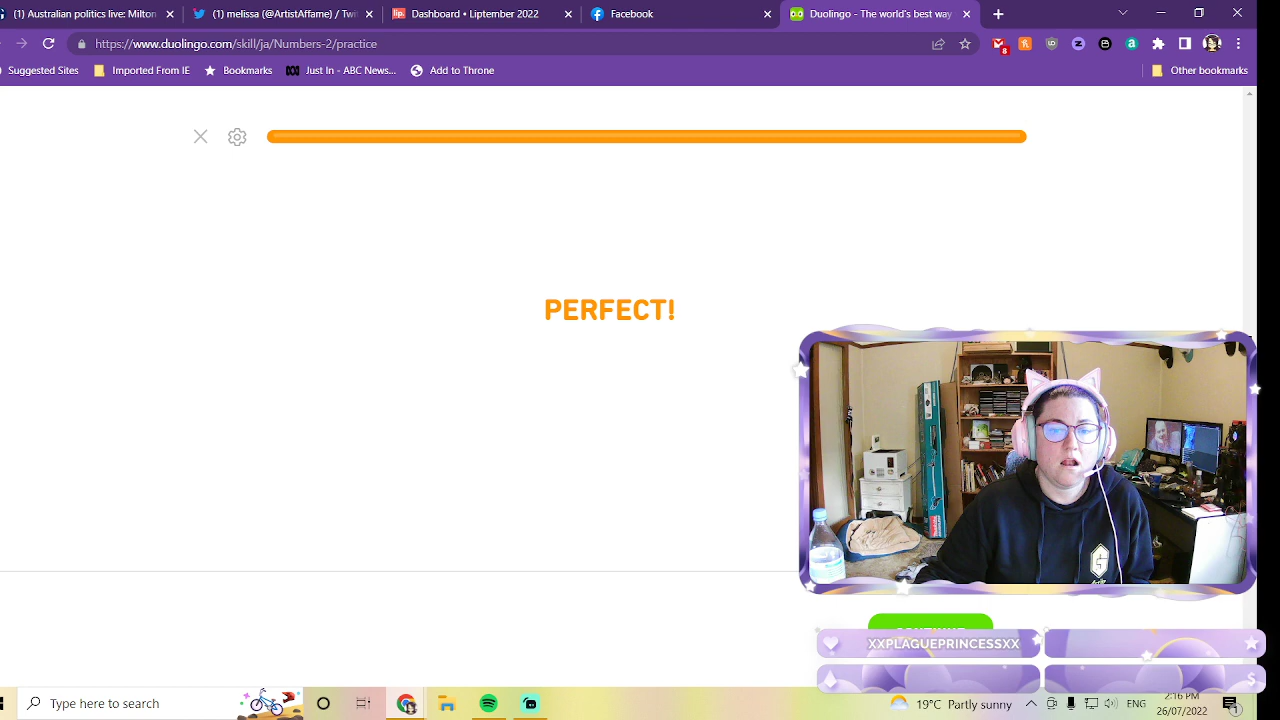 (1) Australian politics live: Milton
(1) melissa (@ArtistAffame) / Twi
Dashboard • Liptember 2022
Facebook
Duolingo - The world's best way
https://www.duolingo.com/skill/ja/Numbers-2/practice
8
Suggested Sites
Imported From IE
Bookmarks
Just In - ABC News...
Add to Throne
Other bookmarks
PERFECT!
XXPLAGUEPRINCESSXX
Type here to search
19°C Partly sunny
ENG
2:16 PM
26/07/2022